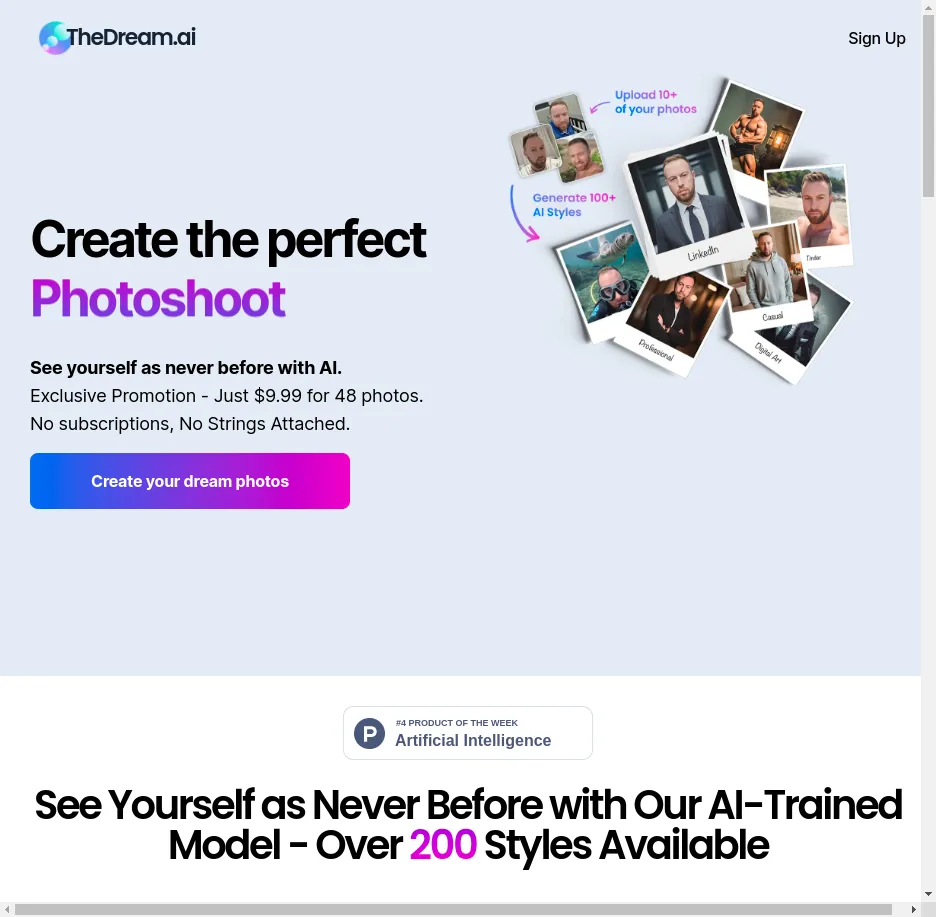 TheDream.ai
Sign Up
Upload 10+
of your photos
Generate 100+
AI Styles
LinkedIn
Tinder
Casual
Professional
Digital Art
Create the perfect
Photoshoot
See yourself as never before with AI.
Exclusive Promotion - Just $9.99 for 48 photos.
No subscriptions, No Strings Attached.
Create your dream photos
P
#4 PRODUCT OF THE WEEK
Artificial Intelligence
See Yourself as Never Before with Our AI-Trained
Model - Over 200 Styles Available